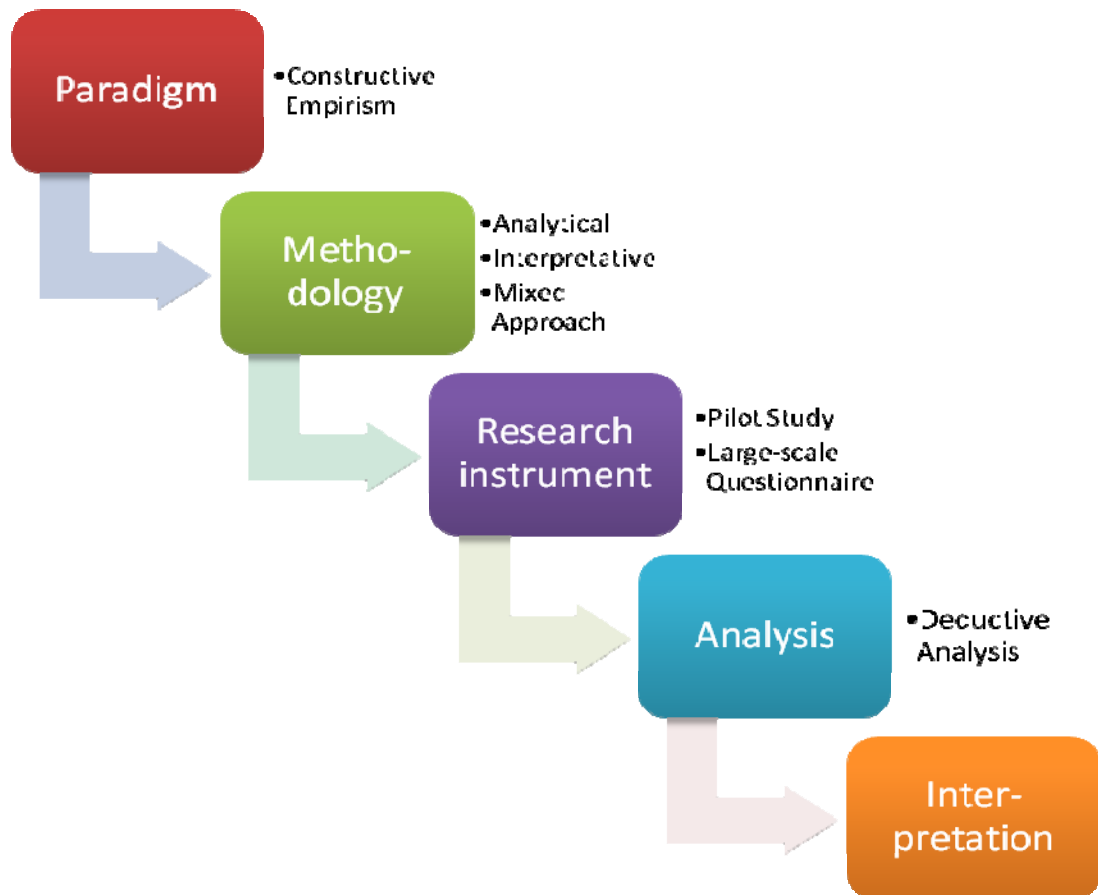 Paradigm
•Constructive
Empirism
Metho-
dology
•Analytical
•Interpretative
•Mixed
Approach
Research
instrument
•Pilot Study
•Large-scale
Questionnaire
Analysis
•Deductive
Analysis
Inter-
pretation